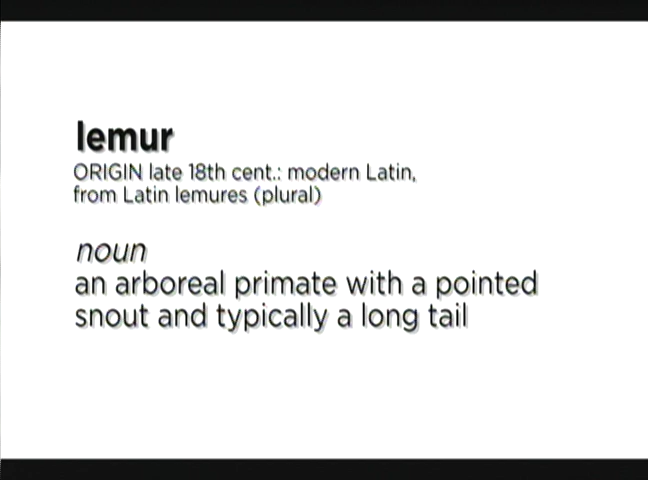 lemur
ORIGIN late 18th cent.: modern Latin,
from Latin lemures (plural)
noun
an arboreal primate with a pointed
snout and typically a long tail